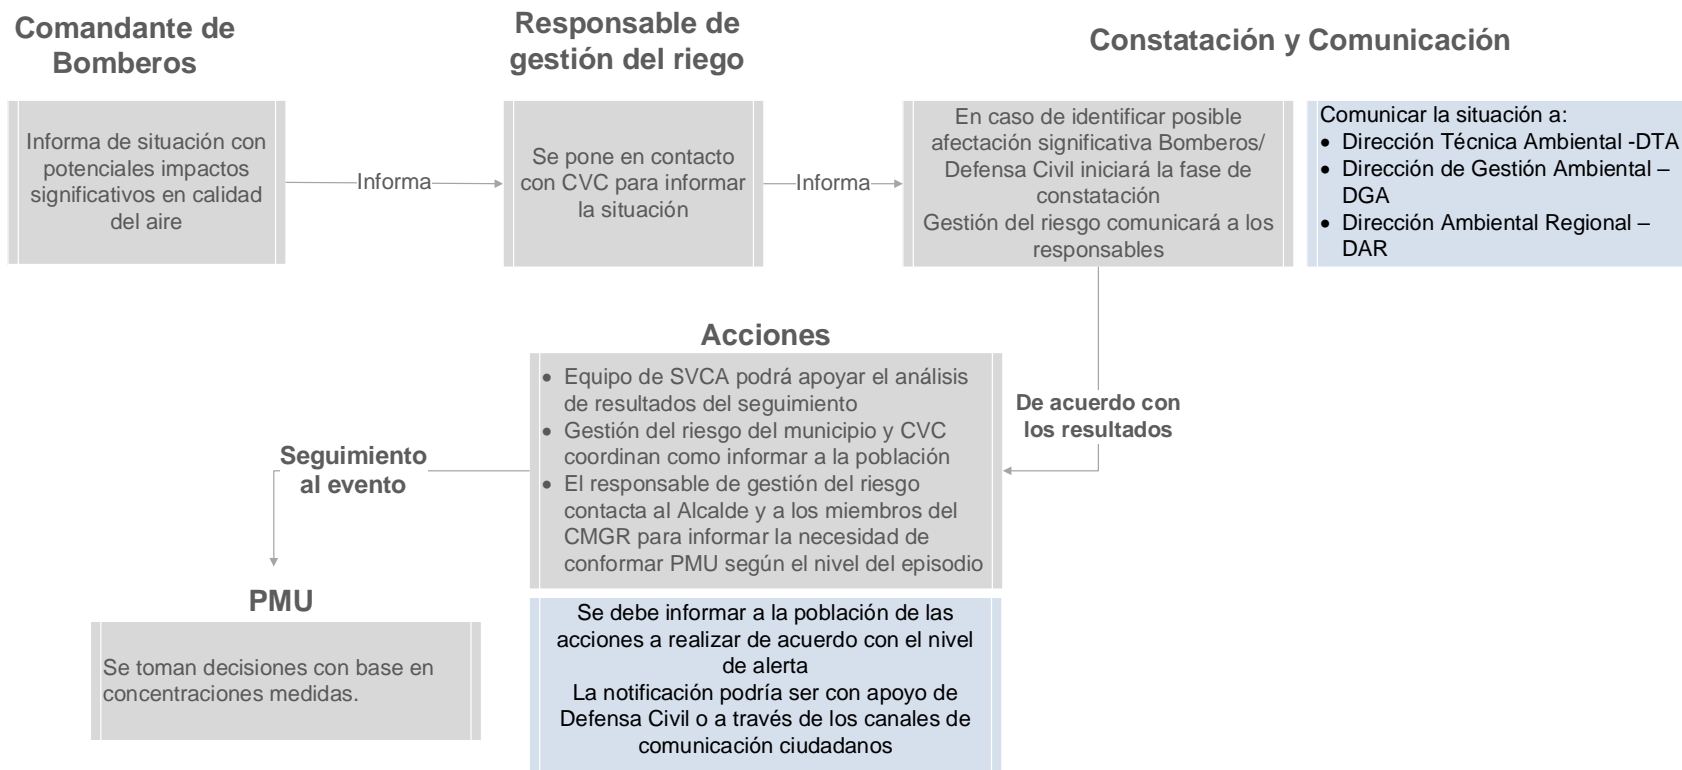 Comandante de
Bomberos
Informa de situación con
potenciales impactos
significativos en calidad
del aire
Informa
Responsable de
gestión del riego
Se pone en contacto
con CVC para informar
la situación
Informa
Constatación y Comunicación
En caso de identificar posible
afectación significativa Bomberos/
Defensa Civil iniciará la fase de
constatación
Gestión del riesgo comunicará a los
responsables
Comunicar la situación a:
• Dirección Técnica Ambiental -DTA
• Dirección de Gestión Ambiental –
DGA
• Dirección Ambiental Regional –
DAR
De acuerdo con
los resultados
Acciones
• Equipo de SVCA podrá apoyar el análisis
de resultados del seguimiento
• Gestión del riesgo del municipio y CVC
coordinan como informar a la población
• El responsable de gestión del riesgo
contacta al Alcalde y a los miembros del
CMGR para informar la necesidad de
conformar PMU según el nivel del episodio
Se debe informar a la población de las
acciones a realizar de acuerdo con el nivel
de alerta
La notificación podría ser con apoyo de
Defensa Civil o a través de los canales de
comunicación ciudadanos
Seguimiento
al evento
PMU
Se toman decisiones con base en
concentraciones medidas.